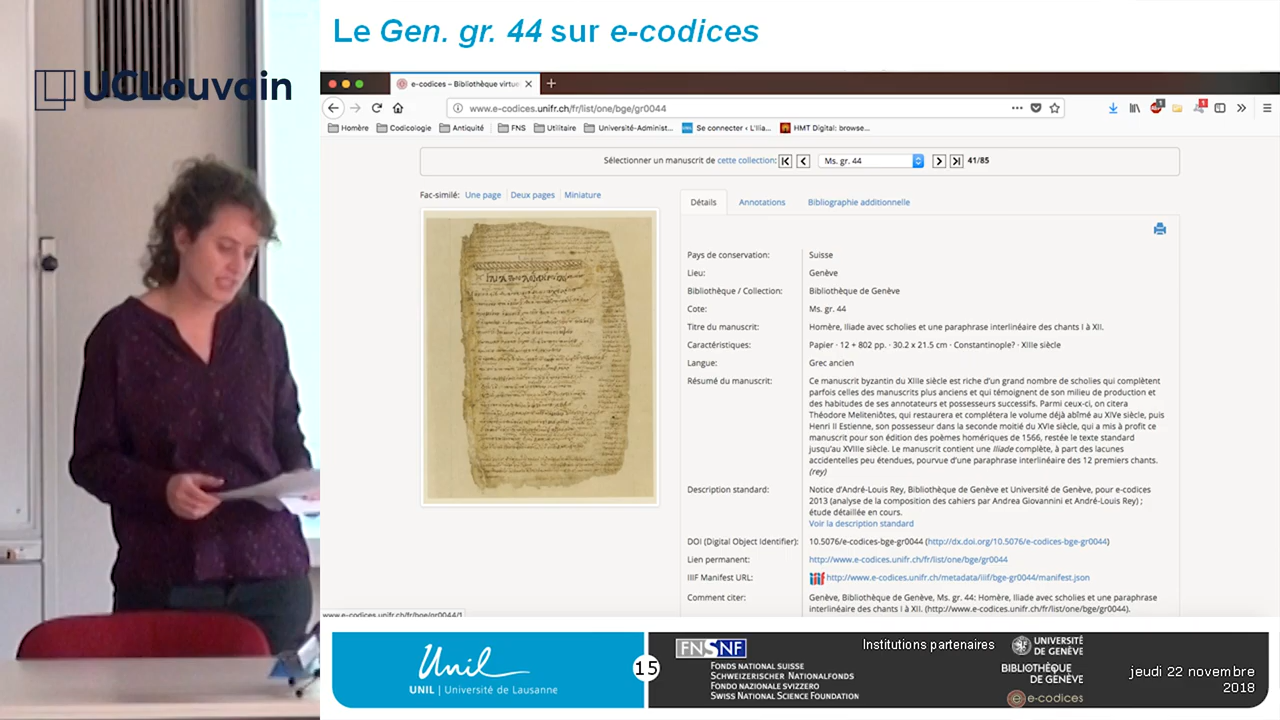 Le Gen. gr. 44 sur e-codices
UCLouvain
e-codices – Bibliothèque virtue
www.e-codices.unifr.ch/fr/list/one/bge/gr0044
Homère Codicologie Antiquité FNS Utilitaire Université-Administ... Se connecter ‹ L'Ilia... HMT Digital: browse...
Sélectionner un manuscrit de cette collection: Ms. gr. 44 41/85
Fac-similé: Une page Deux pages Miniature
Détails Annotations Bibliographie additionnelle
Pays de conservation: Suisse
Lieu: Genève
Bibliothèque / Collection: Bibliothèque de Genève
Cote: Ms. gr. 44
Titre du manuscrit: Homère, Iliade avec scholies et une paraphrase interlinéaire des chants I à XII.
Caractéristiques: Papier · 12 + 802 pp. · 30.2 x 21.5 cm · Constantinople? · XIIIe siècle
Langue: Grec ancien
Résumé du manuscrit: Ce manuscrit byzantin du XIIIe siècle est riche d'un grand nombre de scholies qui complètent
parfois celles des manuscrits plus anciens et qui témoignent de son milieu de production et
des habitudes de ses annotateurs et possesseurs successifs. Parmi ceux-ci, on citera
Théodore Meliteniôtes, qui restaurera et complétera le volume déjà abîmé au XIVe siècle, puis
Henri II Estienne, son possesseur dans la seconde moitié du XVIe siècle, qui a mis à profit ce
manuscrit pour son édition des poèmes homériques de 1566, restée le texte standard
jusqu'au XVIIIe siècle. Le manuscrit contient une Iliade complète, à part des lacunes
accidentelles peu étendues, pourvue d'une paraphrase interlinéaire des 12 premiers chants.
(rey)
Description standard: Notice d'André-Louis Rey, Bibliothèque de Genève et Université de Genève, pour e-codices
2013 (analyse de la composition des cahiers par Andrea Giovannini et André-Louis Rey) ;
étude détaillée en cours.
Voir la description standard
DOI (Digital Object Identifier): 10.5076/e-codices-bge-gr0044 (http://dx.doi.org/10.5076/e-codices-bge-gr0044)
Lien permanent: http://www.e-codices.unifr.ch/fr/list/one/bge/gr0044
IIIF Manifest URL: http://www.e-codices.unifr.ch/metadata/iiif/bge-gr0044/manifest.json
Comment citer: Genève, Bibliothèque de Genève, Ms. gr. 44: Homère, Iliade avec scholies et une paraphrase
interlinéaire des chants I à XII. (http://www.e-codices.unifr.ch/fr/list/one/bge/gr0044).
www.e-codices.unifr.ch/fr/bge/gr0044/1
Unil
UNIL | Université de Lausanne
15
FNSNF
FONDS NATIONAL SUISSE
SCHWEIZERISCHER NATIONALFONDS
FONDO NAZIONALE SVIZZERO
SWISS NATIONAL SCIENCE FOUNDATION
Institutions partenaires
UNIVERSITÉ
DE GENÈVE
BIBLIOTHÈQUE
DE GENÈVE
e-codices
jeudi 22 novembre
2018